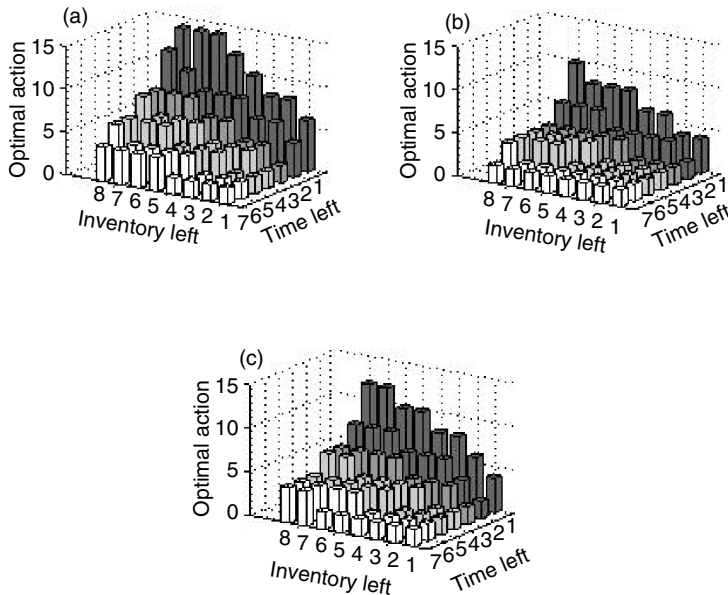 (a)
15
10
5
0
Optimal action
8 7 6 5 4 3 2 1
Inventory left
7 6 5 4 3 2 1
Time left
(b)
15
10
5
0
Optimal action
8 7 6 5 4 3 2 1
Inventory left
7 6 5 4 3 2 1
Time left
(c)
15
10
5
0
Optimal action
8 7 6 5 4 3 2 1
Inventory left
7 6 5 4 3 2 1
Time left